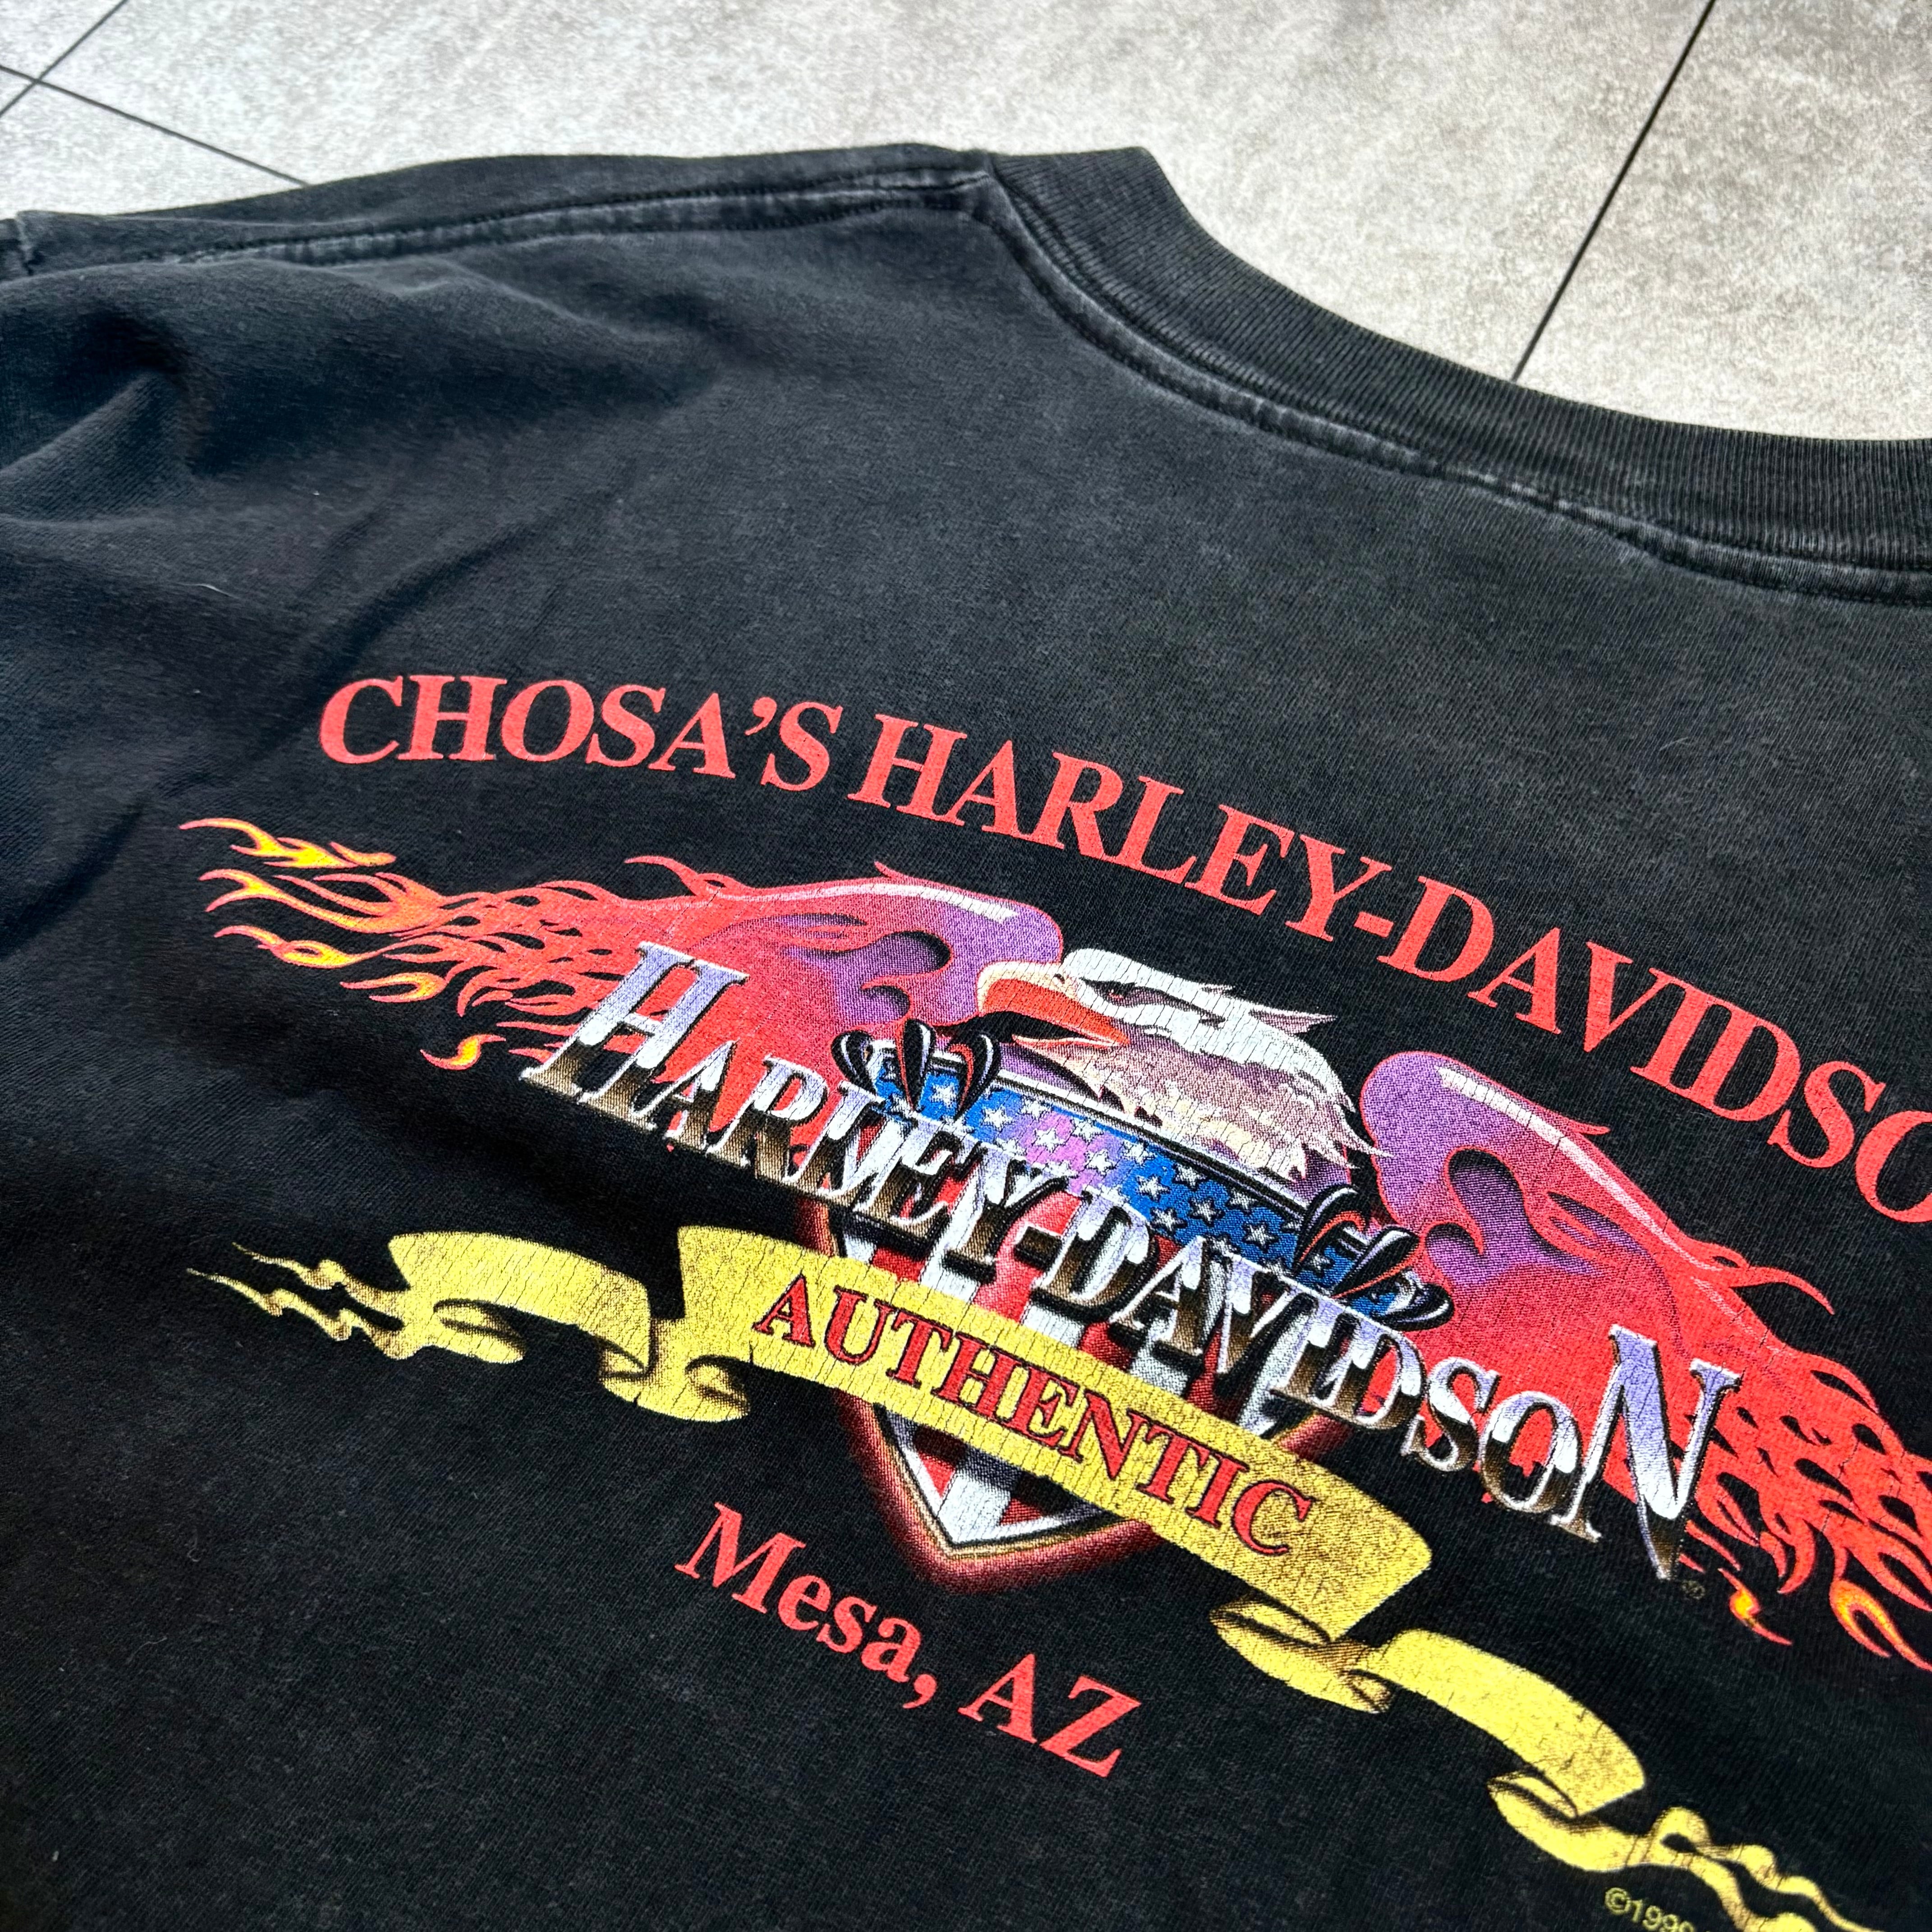 CHOSA'S HARLEY-DAVIDSO
HARLEY-DAVIDSON
AUTHENTIC
Mesa, AZ